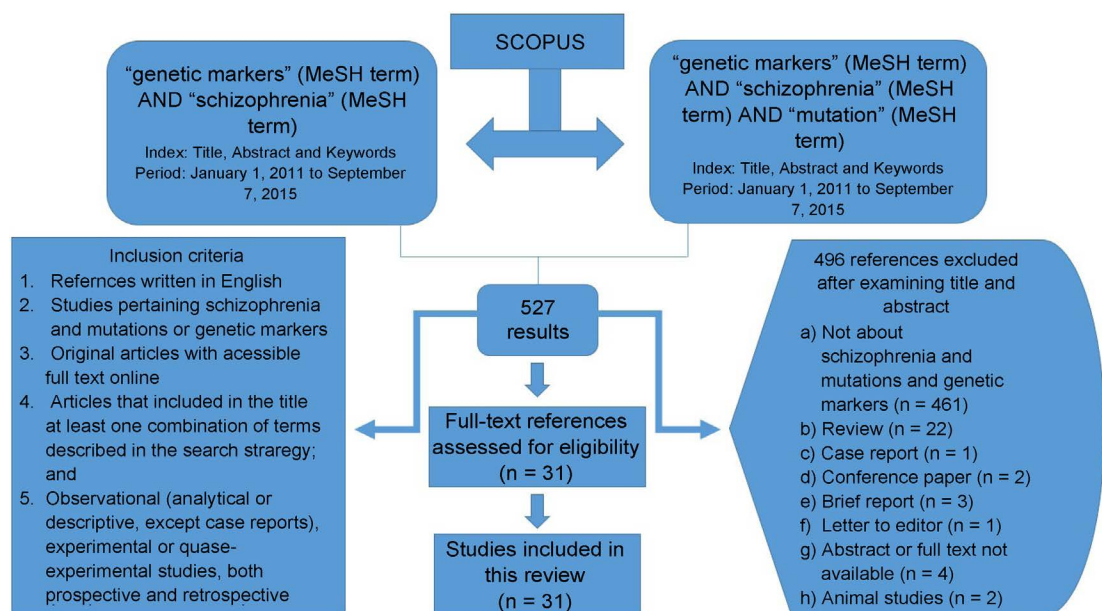 SCOPUS
“genetic markers” (MeSH term)
AND “schizophrenia” (MeSH
term)
Index: Title, Abstract and Keywords
Period: January 1, 2011 to September
7, 2015
“genetic markers” (MeSH term)
AND “schizophrenia” (MeSH
term) AND “mutation” (MeSH
term)
Index: Title, Abstract and Keywords
Period: January 1, 2011 to September
7, 2015
527
results
Inclusion criteria
1. Refernces written in English
2. Studies pertaining schizophrenia
and mutations or genetic markers
3. Original articles with acessible
full text online
4. Articles that included in the title
at least one combination of terms
described in the search straregy;
and
5. Observational (analytical or
descriptive, except case reports),
experimental or quase-
experimental studies, both
prospective and retrospective
496 references excluded
after examining title and
abstract
a) Not about
schizophrenia and
mutations and genetic
markers (n = 461)
b) Review (n = 22)
c) Case report (n = 1)
d) Conference paper (n = 2)
e) Brief report (n = 3)
f) Letter to editor (n = 1)
g) Abstract or full text not
available (n = 4)
h) Animal studies (n = 2)
Full-text references
assessed for eligibility
(n = 31)
Studies included in
this review
(n = 31)